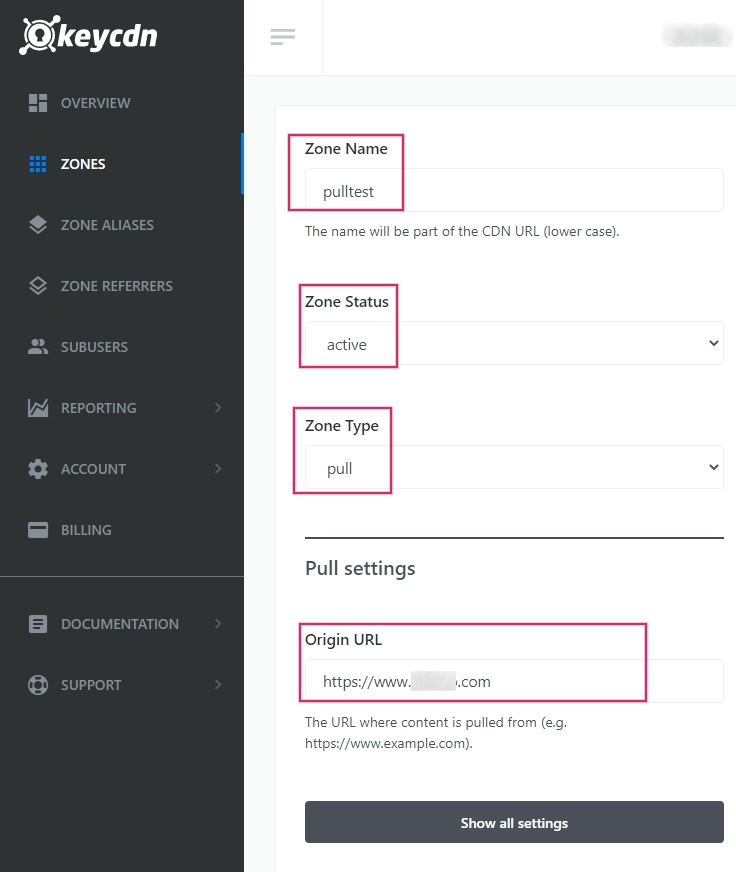 keycdn
OVERVIEW
ZONES
ZONE ALIASES
ZONE REFERRERS
SUBUSERS
REPORTING
ACCOUNT
BILLING
DOCUMENTATION
SUPPORT
Zone Name
pulltest
The name will be part of the CDN URL (lower case).
Zone Status
active
Zone Type
pull
Pull settings
Origin URL
https://www. .com
The URL where content is pulled from (e.g.
https://www.example.com).
Show all settings